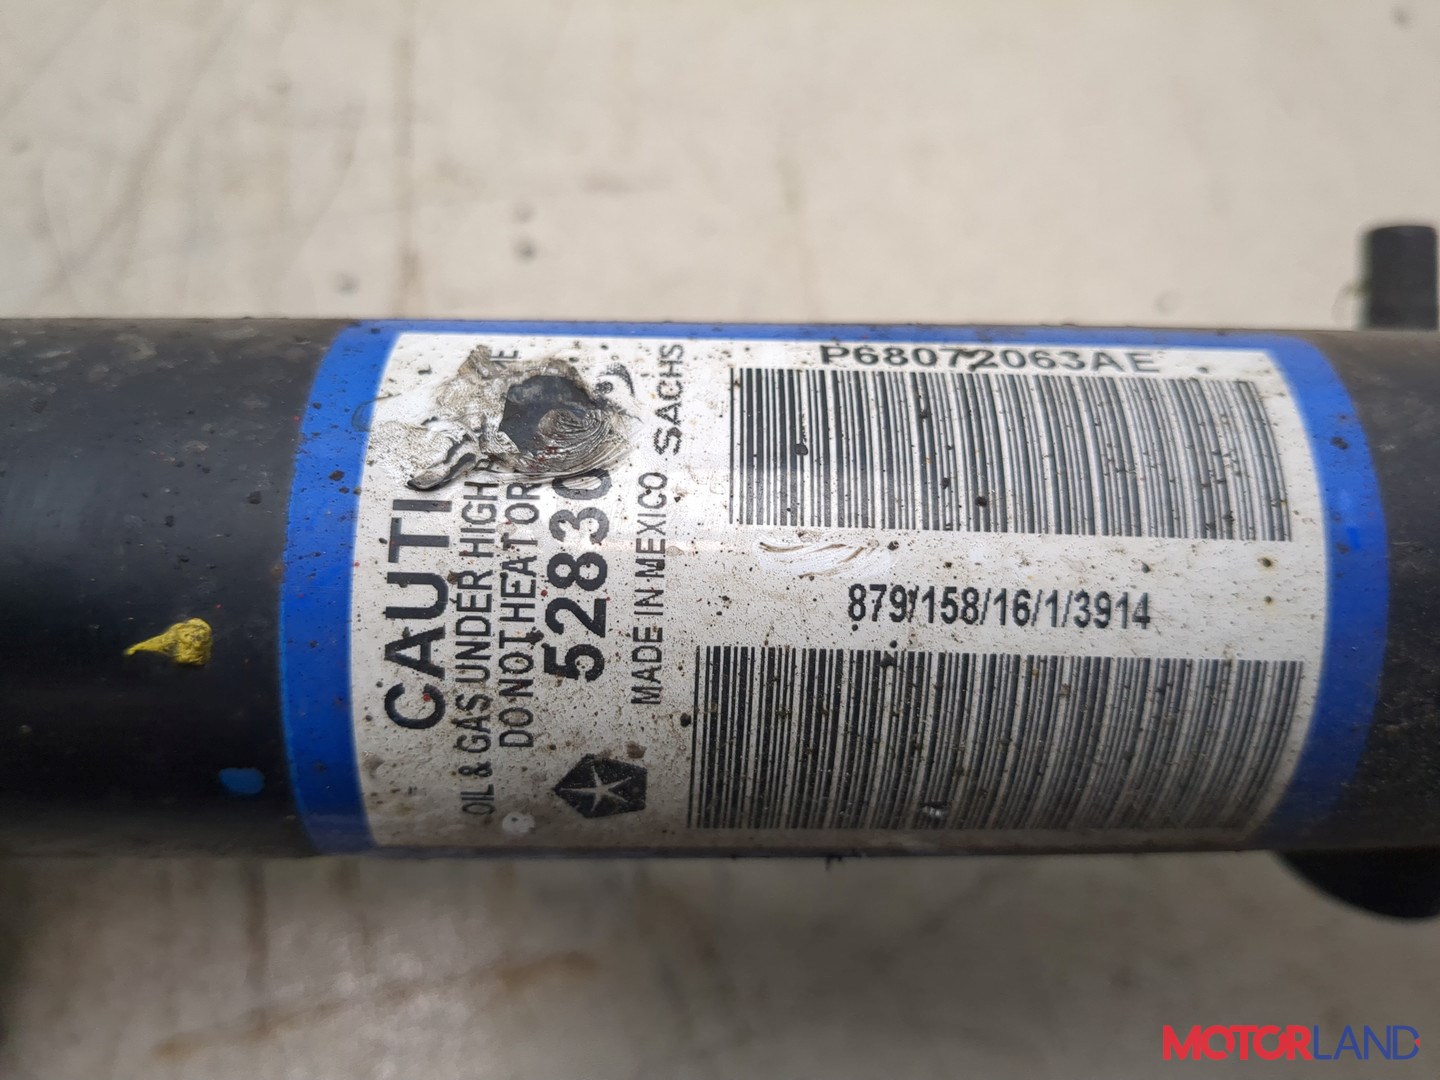 CAUTI
OIL & GAS UNDER HIGH
DO NOT HEAT OR
52830
MADE IN MEXICO SACHS
P68072063AE
879/158/16/1/3914
MOTORLAND